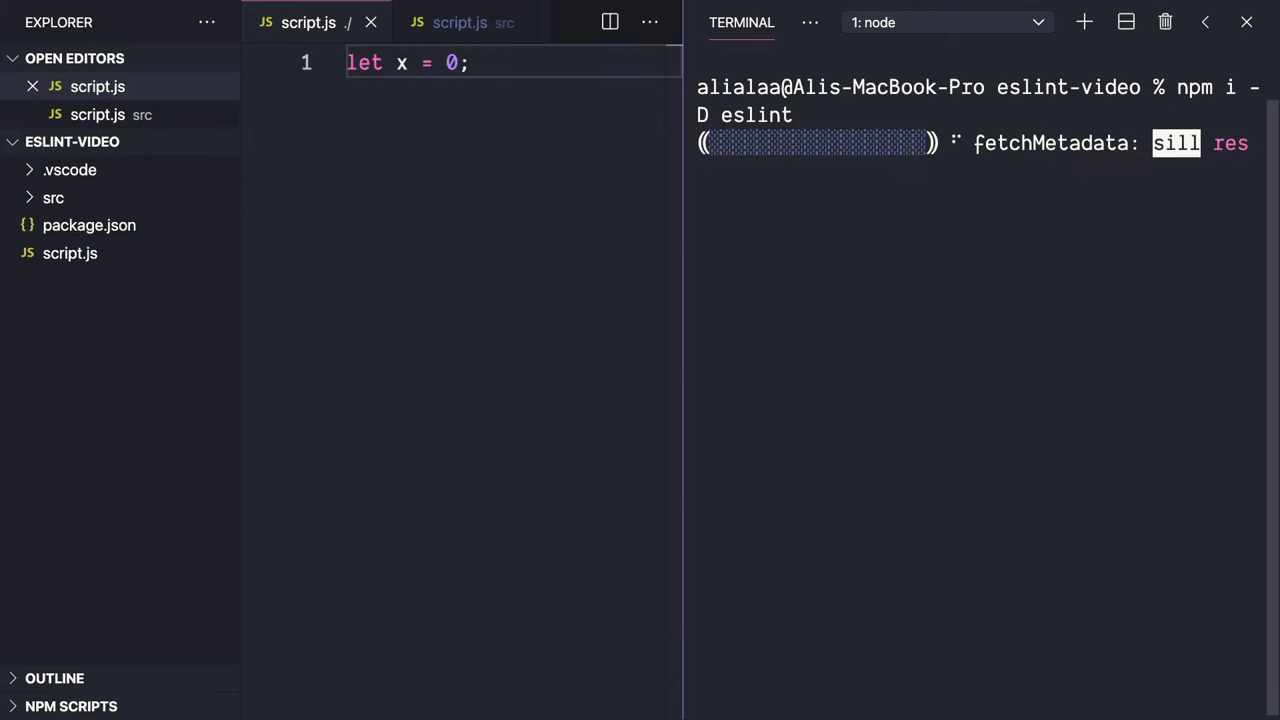 EXPLORER
OPEN EDITORS
JS script.js
JS script.js src
ESLINT-VIDEO
.vscode
src
{} package.json
JS script.js
OUTLINE
NPM SCRIPTS
JS script.js ./
JS script.js src
1 let x = 0;
TERMINAL
1: node
alialaa@Alis-MacBook-Pro eslint-video % npm i -
D eslint
((░░░░░░░░░░░░░░░░░░)) ⠋ fetchMetadata: sill res